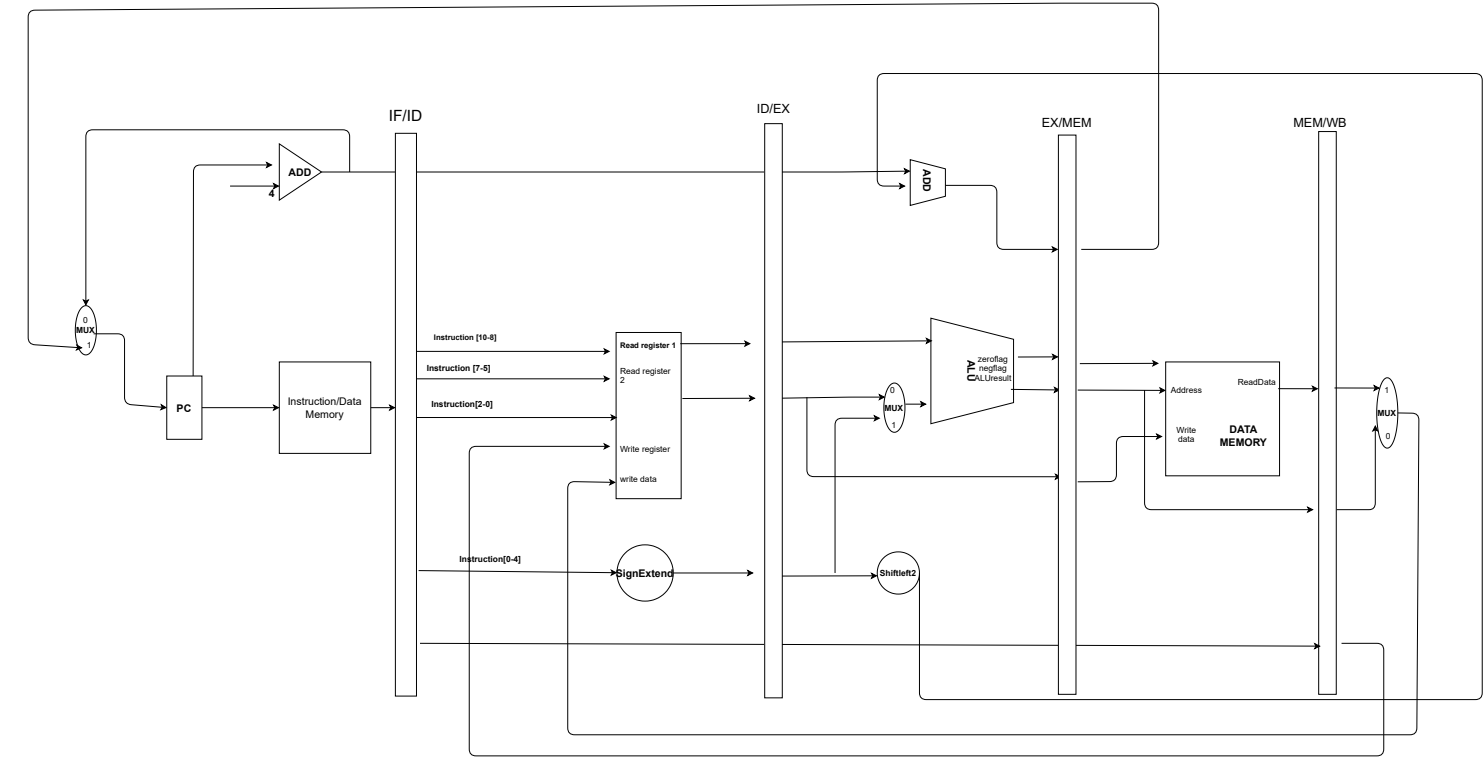 IF/ID
ID/EX
EX/MEM
MEM/WB
ADD
4
ADD
0
MUX
1
PC
Instruction/Data
Memory
Instruction [10-8]
Instruction [7-5]
Instruction[2-0]
Instruction[0-4]
Read register 1
Read register
2
Write register
write data
SignExtend
0
MUX
1
ALU
zeroflag
negflag
ALUresult
Shiftleft2
Address
ReadData
Write
data
DATA
MEMORY
1
MUX
0